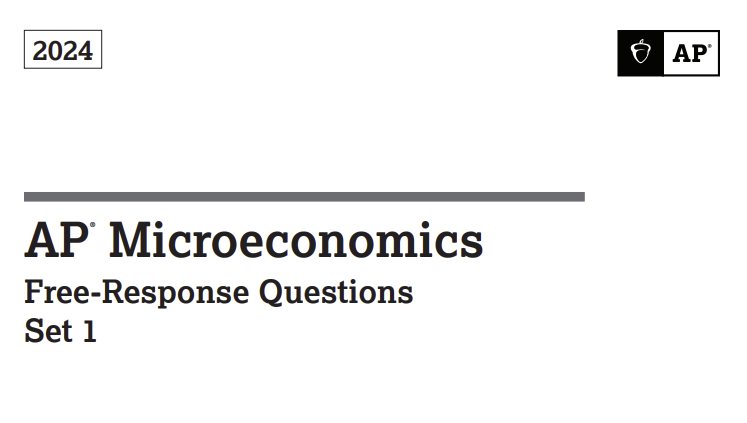 2024
AP®
AP® Microeconomics
Free-Response Questions
Set 1